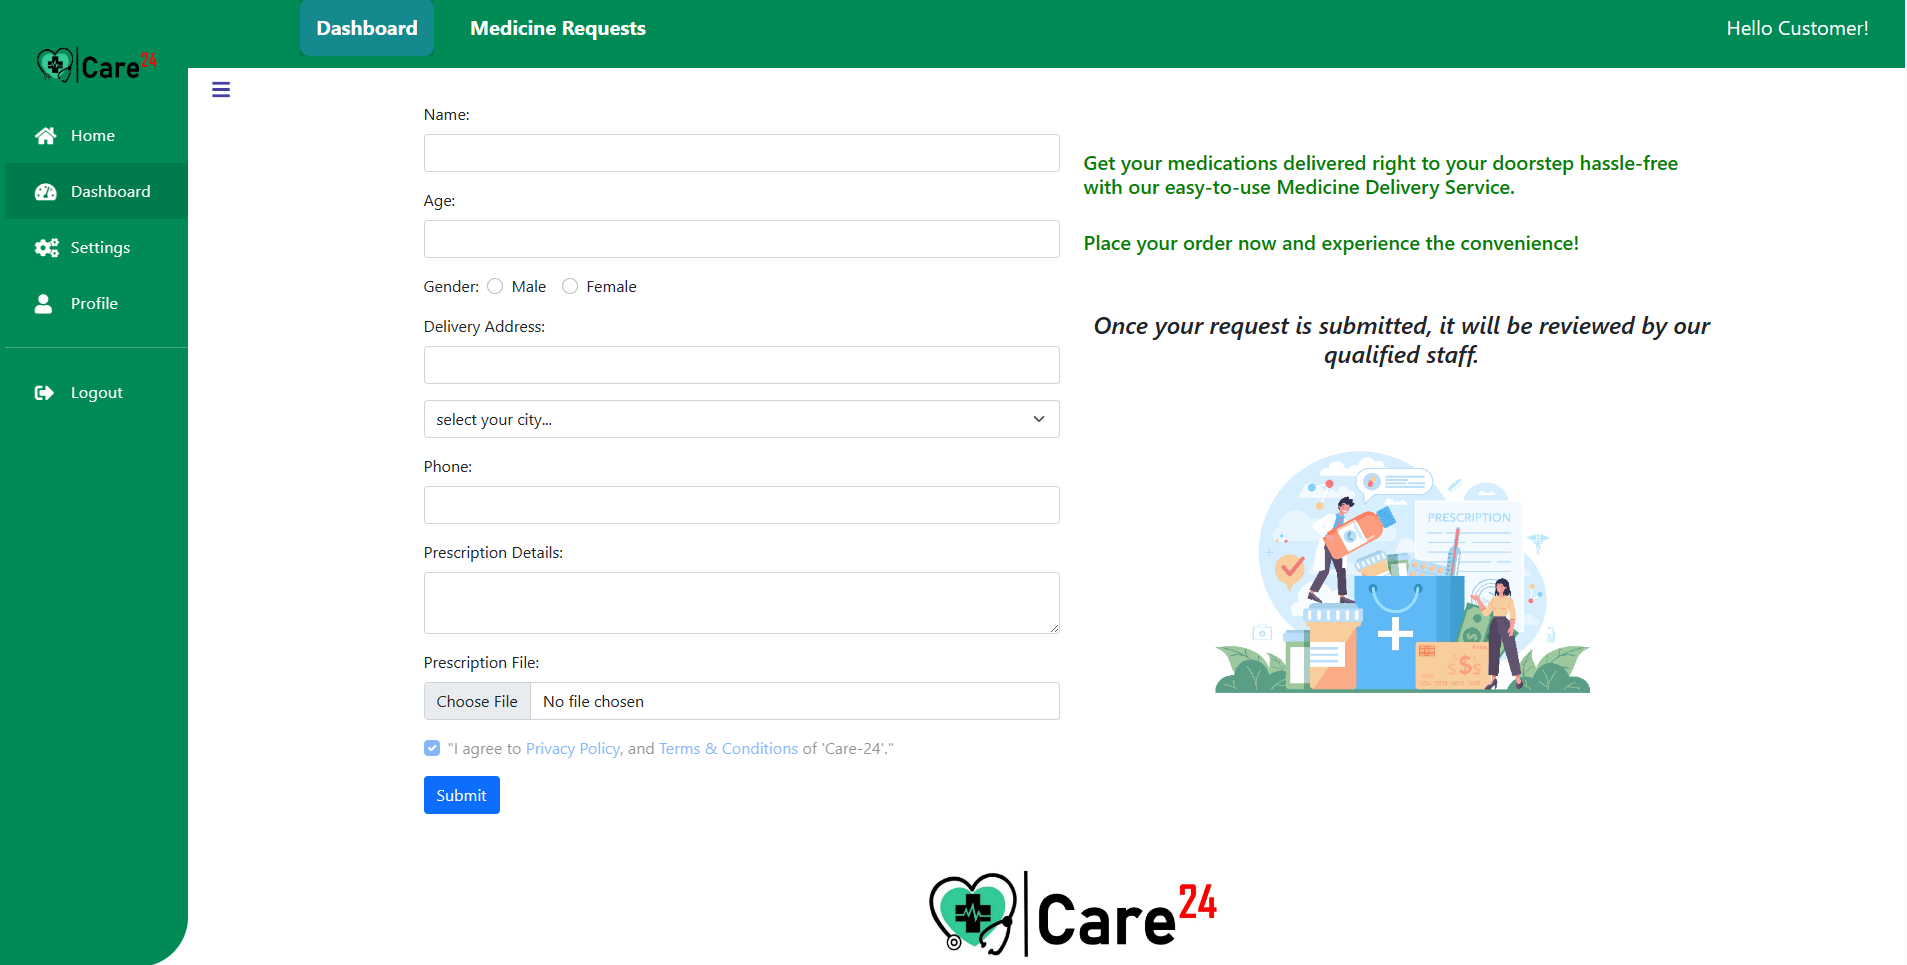 Dashboard
Medicine Requests
Hello Customer!
Care24
Home
Dashboard
Settings
Profile
Logout
Name:
Age:
Gender:
Male
Female
Delivery Address:
select your city...
Phone:
Prescription Details:
Prescription File:
Choose File
No file chosen
"I agree to Privacy Policy, and Terms & Conditions of 'Care-24'."
Submit
Get your medications delivered right to your doorstep hassle-free
with our easy-to-use Medicine Delivery Service.
Place your order now and experience the convenience!
Once your request is submitted, it will be reviewed by our
qualified staff.
PRESCRIPTION
Care24